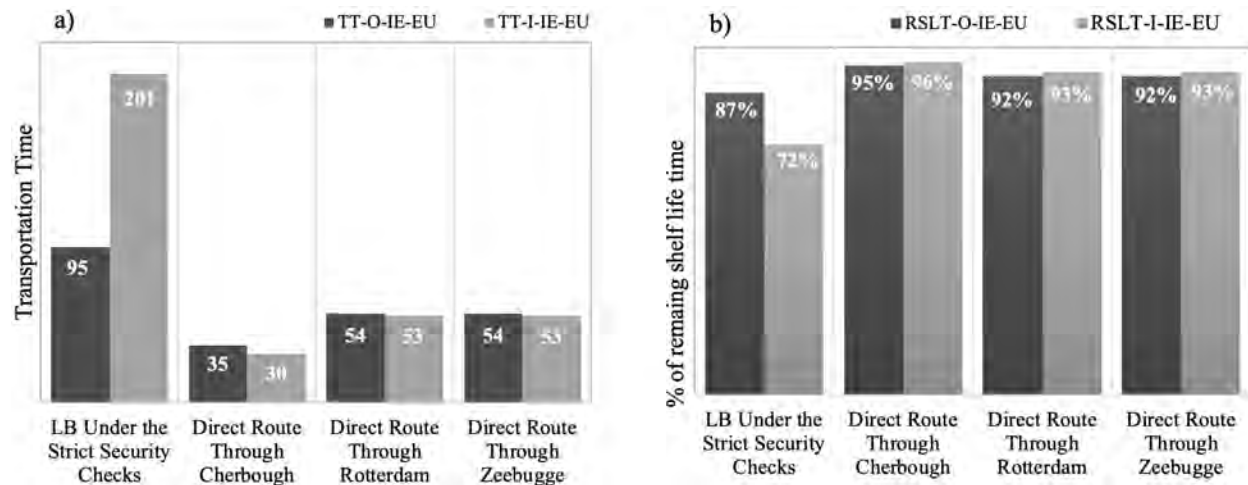 a)
TT-O-IE-EU TT-I-IE-EU
Transportation Time
95
201
35
30
54
53
54
53
LB Under the
Strict Security
Checks
Direct Route
Through
Cherbough
Direct Route
Through
Rotterdam
Direct Route
Through
Zeebugge
b)
RSLT-O-IE-EU RSLT-I-IE-EU
% of remaing shelf life time
87%
72%
95%
96%
92%
93%
92%
93%
LB Under the
Strict Security
Checks
Direct Route
Through
Cherbough
Direct Route
Through
Rotterdam
Direct Route
Through
Zeebugge